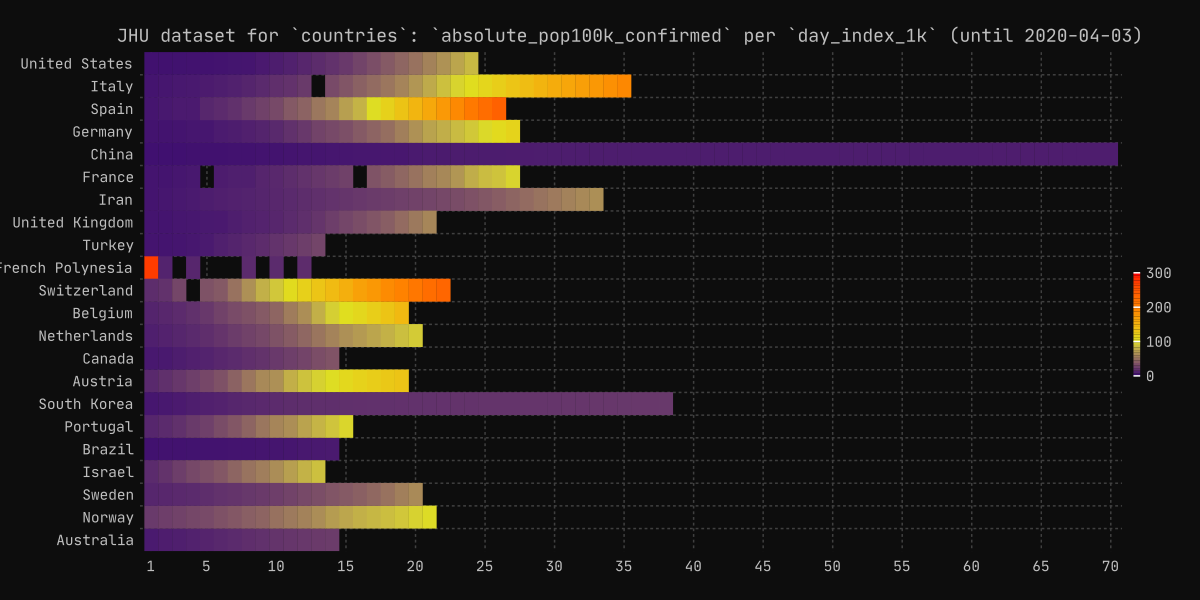 JHU dataset for `countries`: `absolute_pop100k_confirmed` per `day_index_1k` (until 2020-04-03)
United States
Italy
Spain
Germany
China
France
Iran
United Kingdom
Turkey
French Polynesia
Switzerland
Belgium
Netherlands
Canada
Austria
South Korea
Portugal
Brazil
Israel
Sweden
Norway
Australia
1 5 10 15 20 25 30 35 40 45 50 55 60 65 70
300
200
100
0